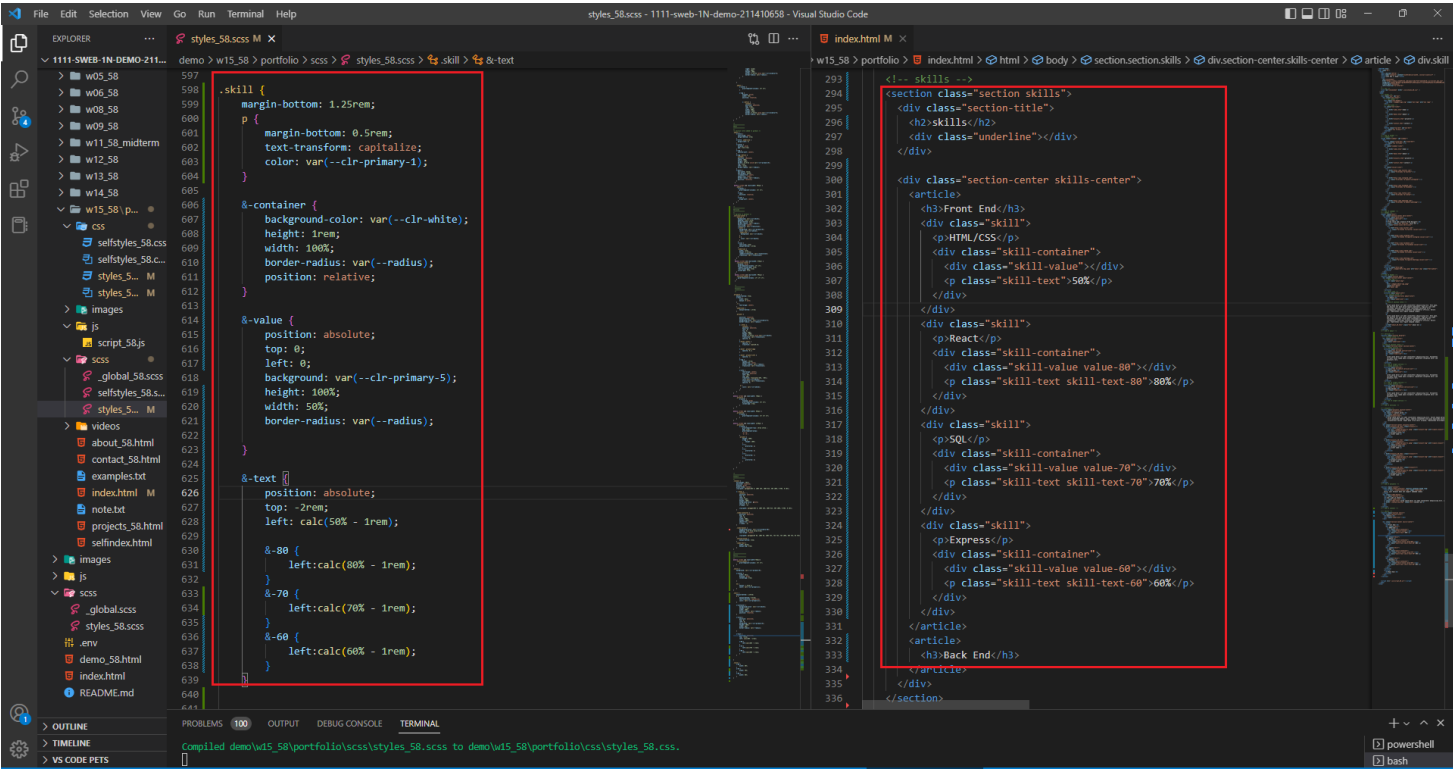 File Edit Selection View Go Run Terminal Help
styles_58.scss - 1111-sweb-1N-demo-211410658 - Visual Studio Code
EXPLORER
1111-SWEB-1N-DEMO-211...
w05_58
w06_58
w08_58
w09_58
w11_58_midterm
w12_58
w13_58
w14_58
w15_58\p...
css
selfstyles_58.css
selfstyles_58.c...
styles_5... M
styles_5... M
images
js
script_58.js
scss
_global_58.scss
selfstyles_58.s...
styles_5... M
videos
about_58.html
contact_58.html
examples.txt
index.html M
note.txt
projects_58.html
selfindex.html
images
js
scss
_global.scss
styles_58.scss
.env
demo_58.html
index.html
README.md
OUTLINE
TIMELINE
VS CODE PETS
4
1
styles_58.scss M
demo > w15_58 > portfolio > scss > styles_58.scss > .skill > &-text
597
598 .skill {
599 margin-bottom: 1.25rem;
600 p {
601 margin-bottom: 0.5rem;
602 text-transform: capitalize;
603 color: var(--clr-primary-1);
604 }
605
606 &-container {
607 background-color: var(--clr-white);
608 height: 1rem;
609 width: 100%;
610 border-radius: var(--radius);
611 position: relative;
612 }
613
614 &-value {
615 position: absolute;
616 top: 0;
617 left: 0;
618 background: var(--clr-primary-5);
619 height: 100%;
620 width: 50%;
621 border-radius: var(--radius);
622
623 }
624
625 &-text {
626 position: absolute;
627 top: -2rem;
628 left: calc(50% - 1rem);
629
630 &-80 {
631 left:calc(80% - 1rem);
632 }
633 &-70 {
634 left:calc(70% - 1rem);
635 }
636 &-60 {
637 left:calc(60% - 1rem);
638 }
639 }
640
641
index.html M
w15_58 > portfolio > index.html > html > body > section.section.skills > div.section-center.skills-center > article > div.skill
293 <!-- skills -->
294 <section class="section skills">
295 <div class="section-title">
296 <h2>skills</h2>
297 <div class="underline"></div>
298 </div>
299
300 <div class="section-center skills-center">
301 <article>
302 <h3>Front End</h3>
303 <div class="skill">
304 <p>HTML/CSS</p>
305 <div class="skill-container">
306 <div class="skill-value"></div>
307 <p class="skill-text">50%</p>
308 </div>
309 </div>
310 <div class="skill">
311 <p>React</p>
312 <div class="skill-container">
313 <div class="skill-value value-80"></div>
314 <p class="skill-text skill-text-80">80%</p>
315 </div>
316 </div>
317 <div class="skill">
318 <p>SQL</p>
319 <div class="skill-container">
320 <div class="skill-value value-70"></div>
321 <p class="skill-text skill-text-70">70%</p>
322 </div>
323 </div>
324 <div class="skill">
325 <p>Express</p>
326 <div class="skill-container">
327 <div class="skill-value value-60"></div>
328 <p class="skill-text skill-text-60">60%</p>
329 </div>
330 </div>
331 </article>
332 <article>
333 <h3>Back End</h3>
334 </article>
335 </div>
336 </section>
PROBLEMS 100 OUTPUT DEBUG CONSOLE TERMINAL
Compiled demo\w15_58\portfolio\scss\styles_58.scss to demo\w15_58\portfolio\css\styles_58.css.
powershell
bash